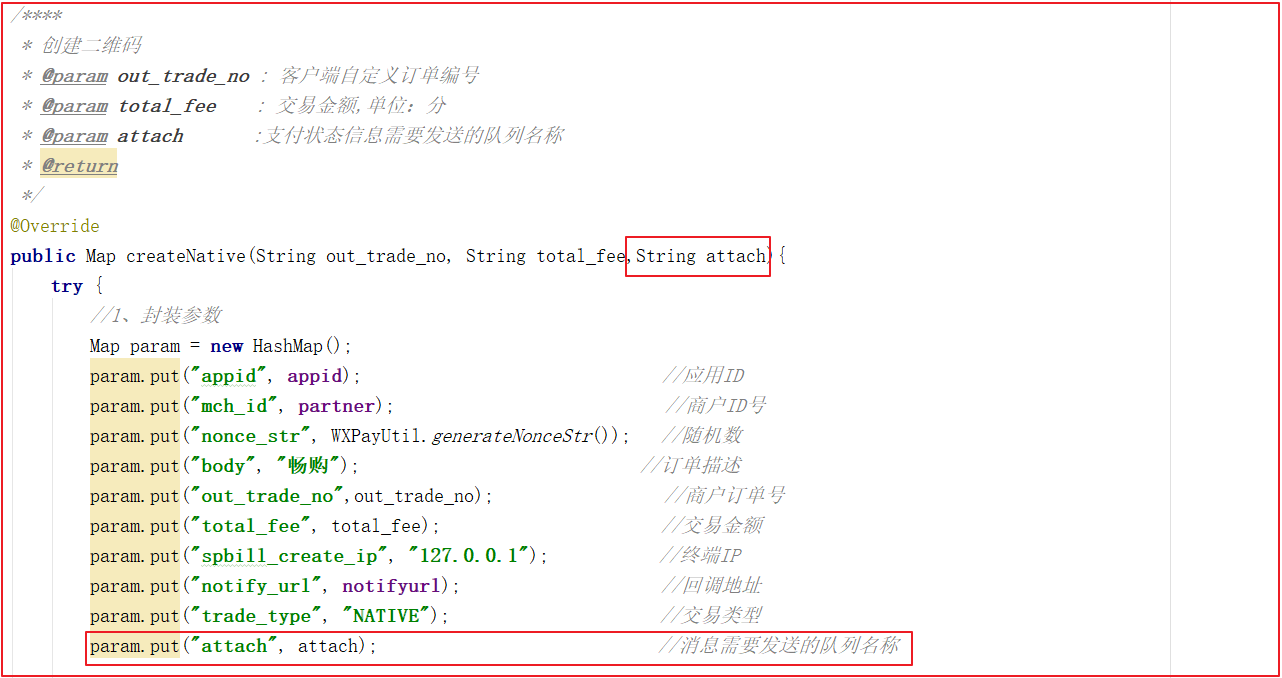 /****
* 创建二维码
* @param out_trade_no : 客户端自定义订单编号
* @param total_fee : 交易金额,单位：分
* @param attach :支付状态信息需要发送的队列名称
* @return
*/
@Override
public Map createNative(String out_trade_no, String total_fee,String attach){
try {
//1、封装参数
Map param = new HashMap();
param.put("appid", appid); //应用ID
param.put("mch_id", partner); //商户ID号
param.put("nonce_str", WXPayUtil.generateNonceStr()); //随机数
param.put("body", "畅购"); //订单描述
param.put("out_trade_no",out_trade_no); //商户订单号
param.put("total_fee", total_fee); //交易金额
param.put("spbill_create_ip", "127.0.0.1"); //终端IP
param.put("notify_url", notifyurl); //回调地址
param.put("trade_type", "NATIVE"); //交易类型
param.put("attach", attach); //消息需要发送的队列名称